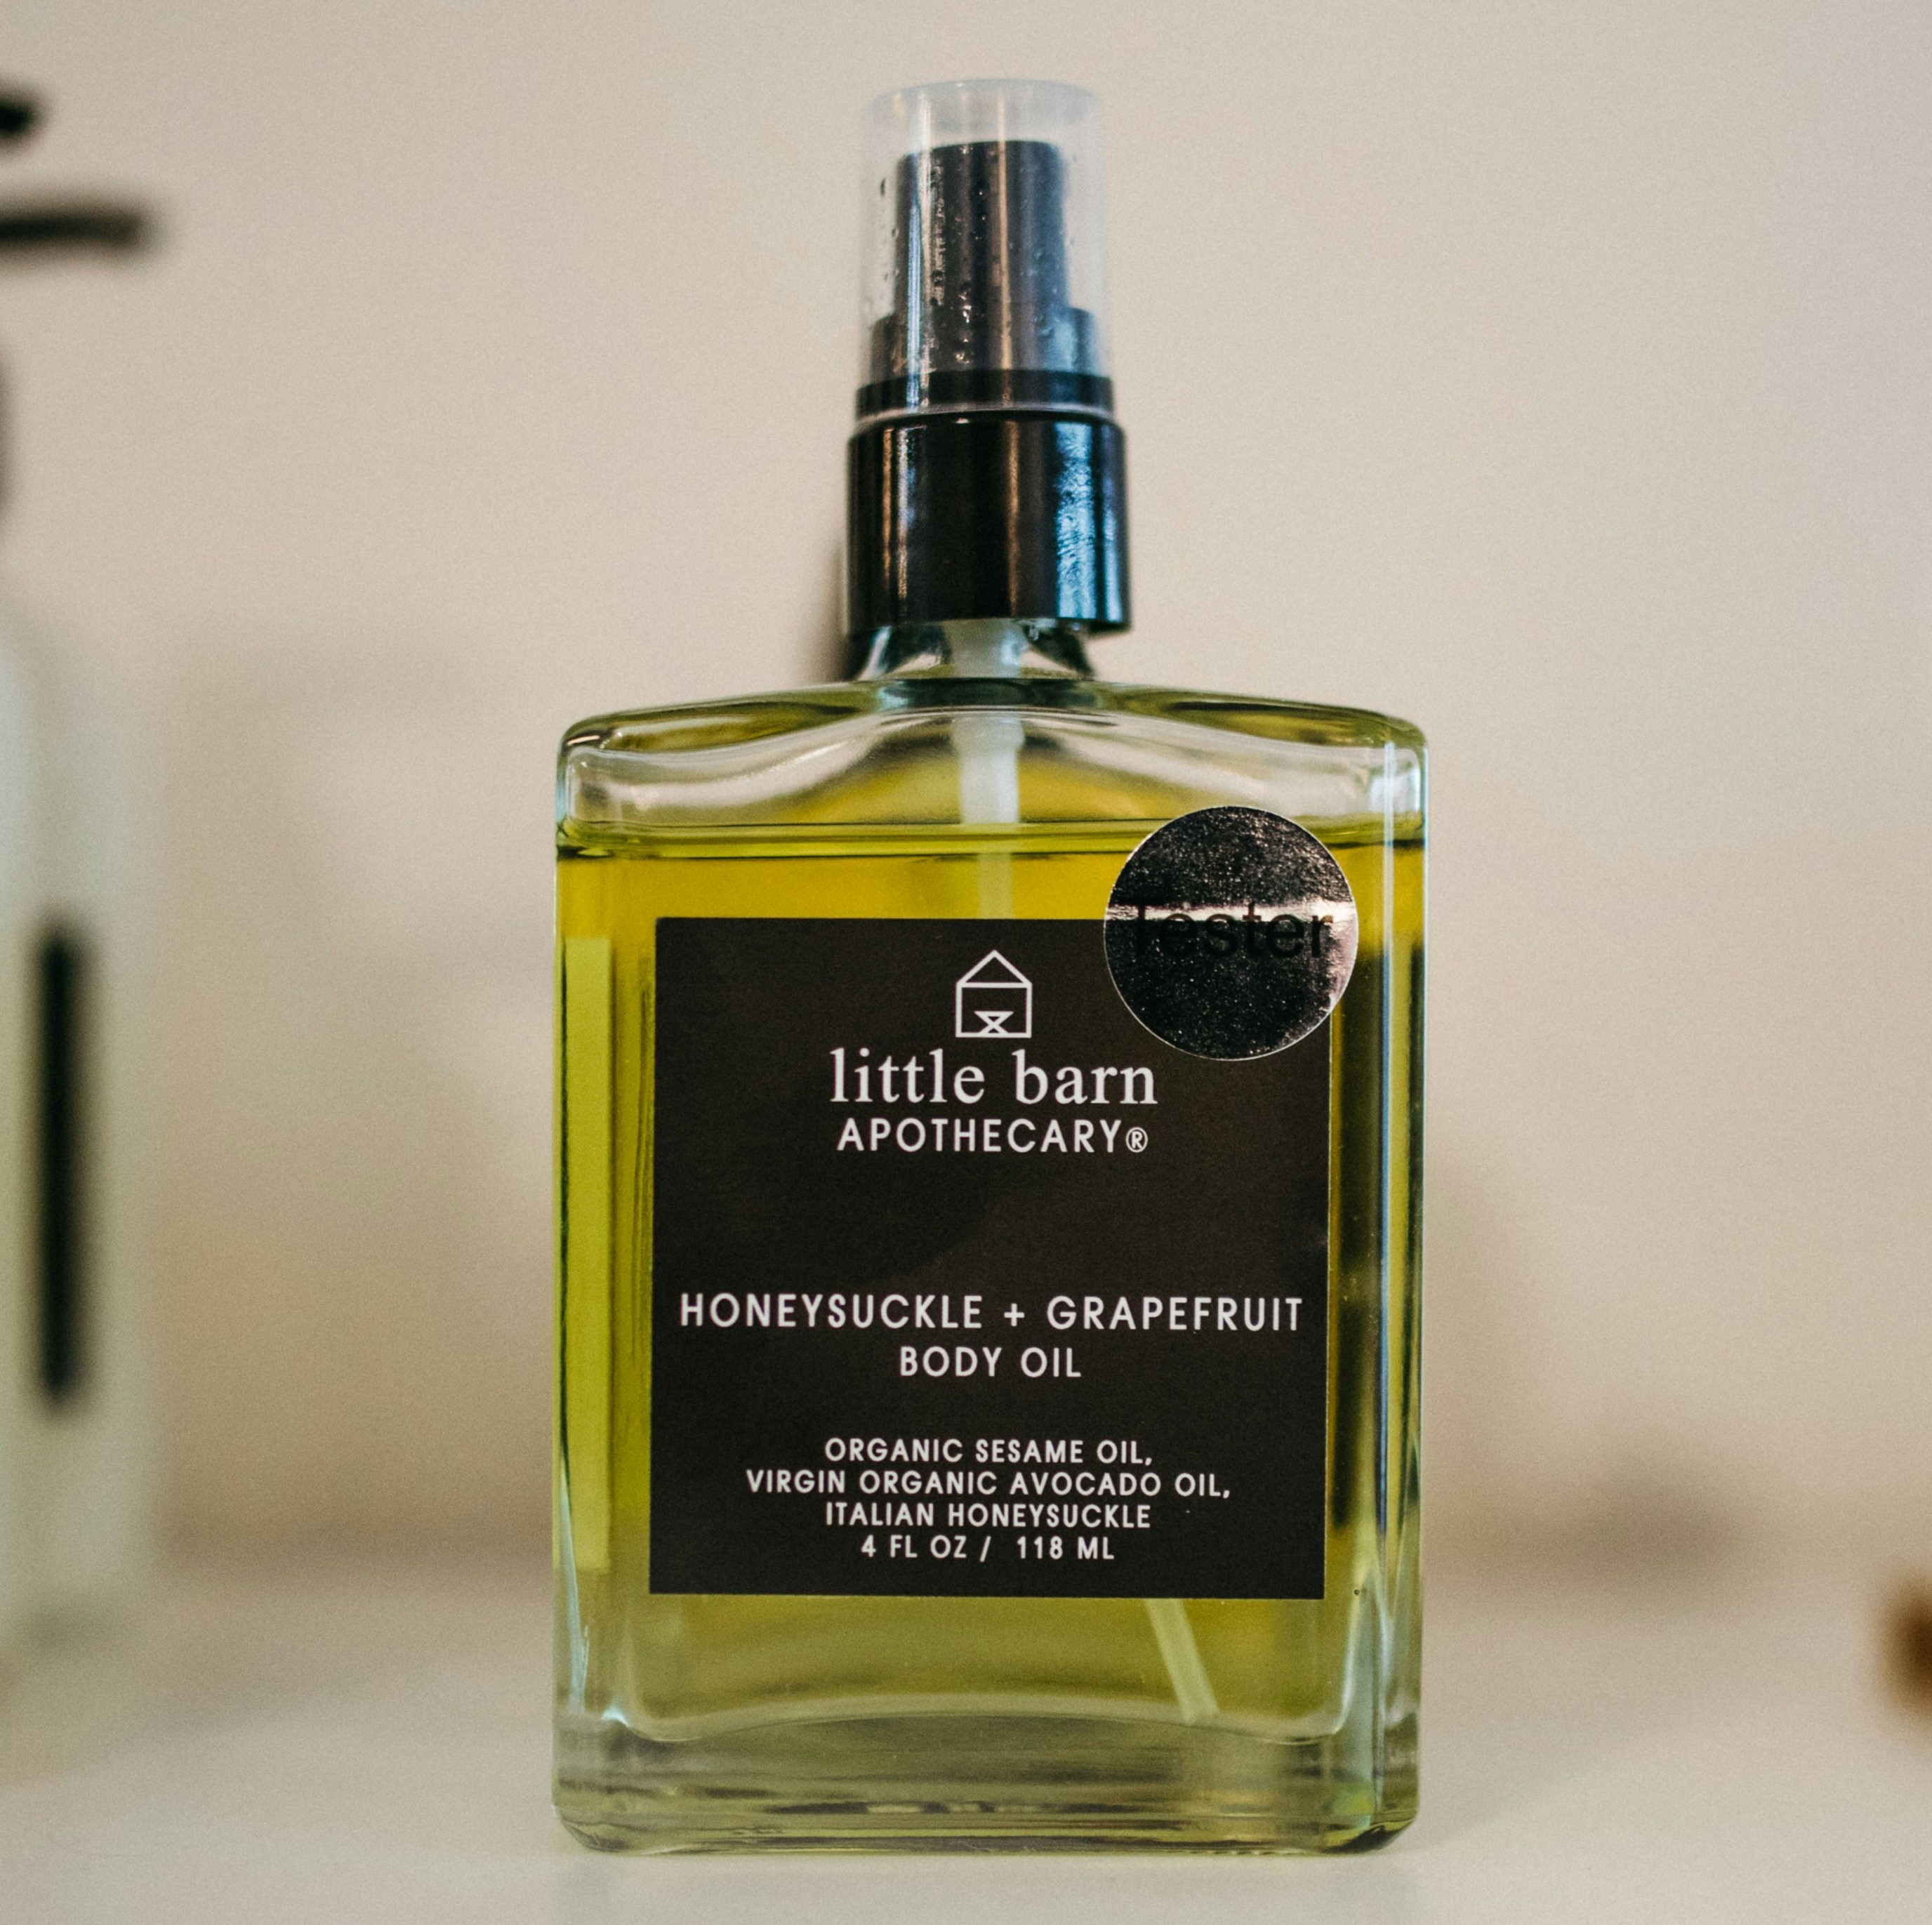 Tester
little barn
APOTHECARY®
HONEYSUCKLE + GRAPEFRUIT
BODY OIL
ORGANIC SESAME OIL,
VIRGIN ORGANIC AVOCADO OIL,
ITALIAN HONEYSUCKLE
4 FL OZ / 118 ML